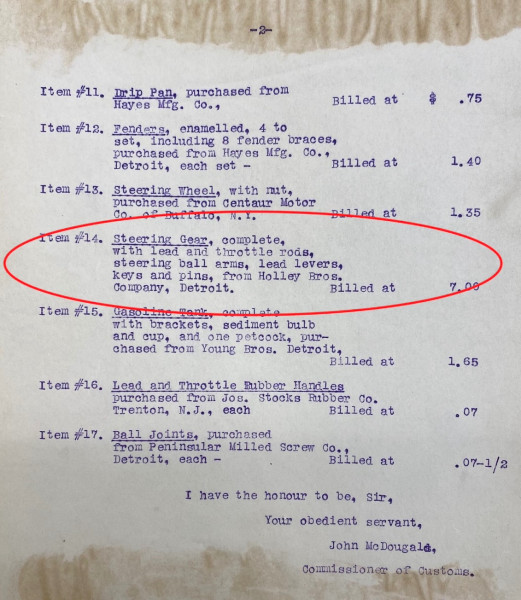 -2-
Item #11. Drip Pan, purchased from
Hayes Mfg. Co., Billed at $ .75
Item #12. Fenders, enamelled, 4 to
set, including 8 fender braces,
purchased from Hayes Mfg. Co.,
Detroit, each set - Billed at 1.40
Item #13. Steering Wheel, with nut,
purchased from Centaur Motor
Co. of Buffalo, N.Y. Billed at 1.35
Item #14. Steering Gear, complete,
with lead and throttle rods,
steering ball arms, lead levers,
keys and pins, from Holley Bros.
Company, Detroit. Billed at 7.00
Item #15. Gasoline Tank, complete
with brackets, sediment bulb
and cup, and one petcock, pur-
chased from Young Bros. Detroit,
Billed at 1.65
Item #16. Lead and Throttle Rubber Handles
purchased from Jos. Stocks Rubber Co.
Trenton, N.J., each Billed at .07
Item #17. Ball Joints, purchased
from Peninsular Milled Screw Co.,
Detroit, each - Billed at .07-1/2
I have the honour to be, Sir,
Your obedient servant,
John McDougald,
Commissioner of Customs.